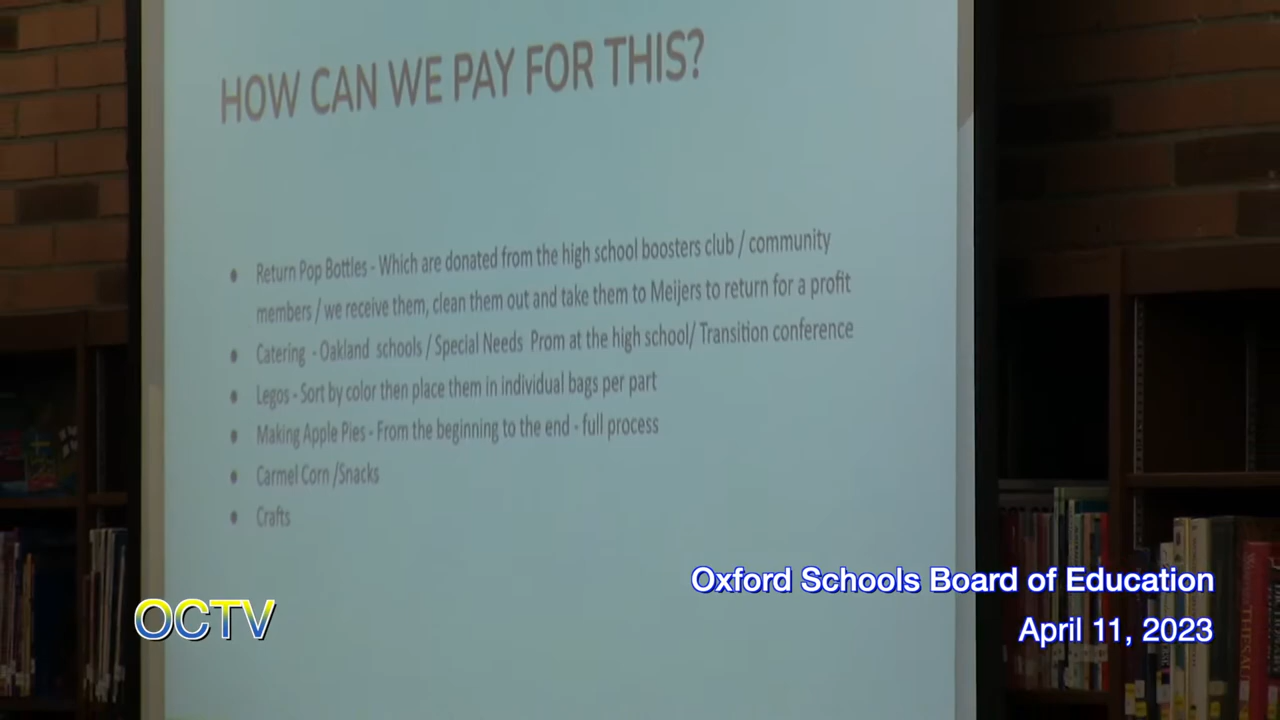 HOW CAN WE PAY FOR THIS?
● Return Pop Bottles - Which are donated from the high school boosters club / community
members / we receive them, clean them out and take them to Meijers to return for a profit
● Catering - Oakland schools / Special Needs Prom at the high school/ Transition conference
● Legos - Sort by color then place them in individual bags per part
● Making Apple Pies - From the beginning to the end - full process
● Carmel Corn /Snacks
● Crafts
Oxford Schools Board of Education
OCTV
April 11, 2023